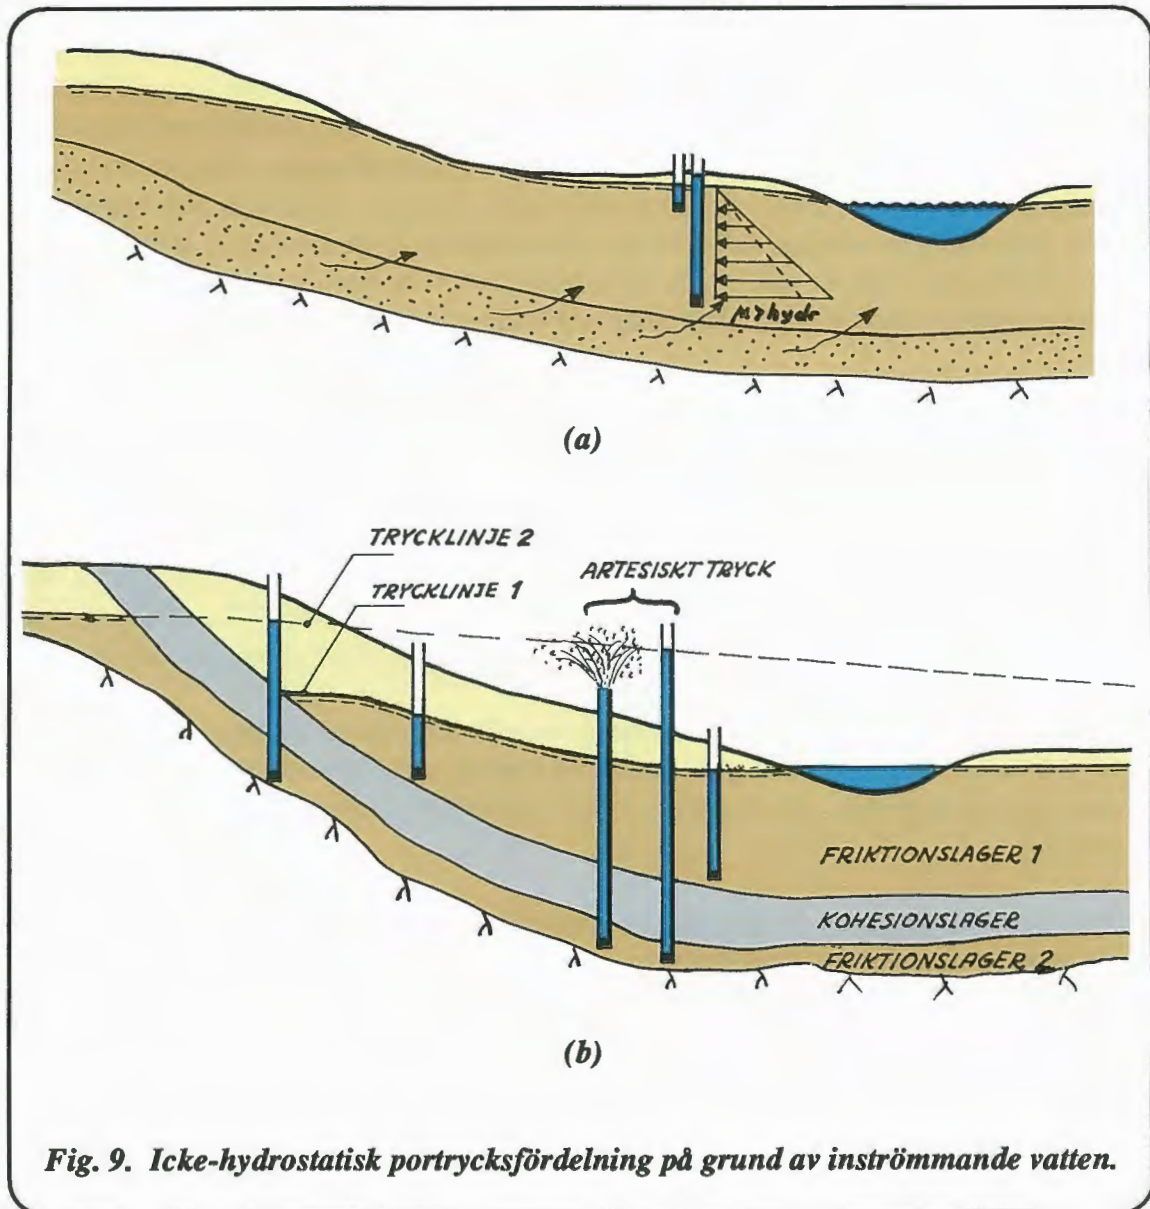 μ>hydr
(a)
TRYCKLINJE 2
TRYCKLINJE 1
ARTESISKT TRYCK
FRIKTIONSLAGER 1
KOHESIONSLAGER
FRIKTIONSLAGER 2
(b)
Fig. 9. Icke-hydrostatisk portrycksfördelning på grund av inströmmande vatten.